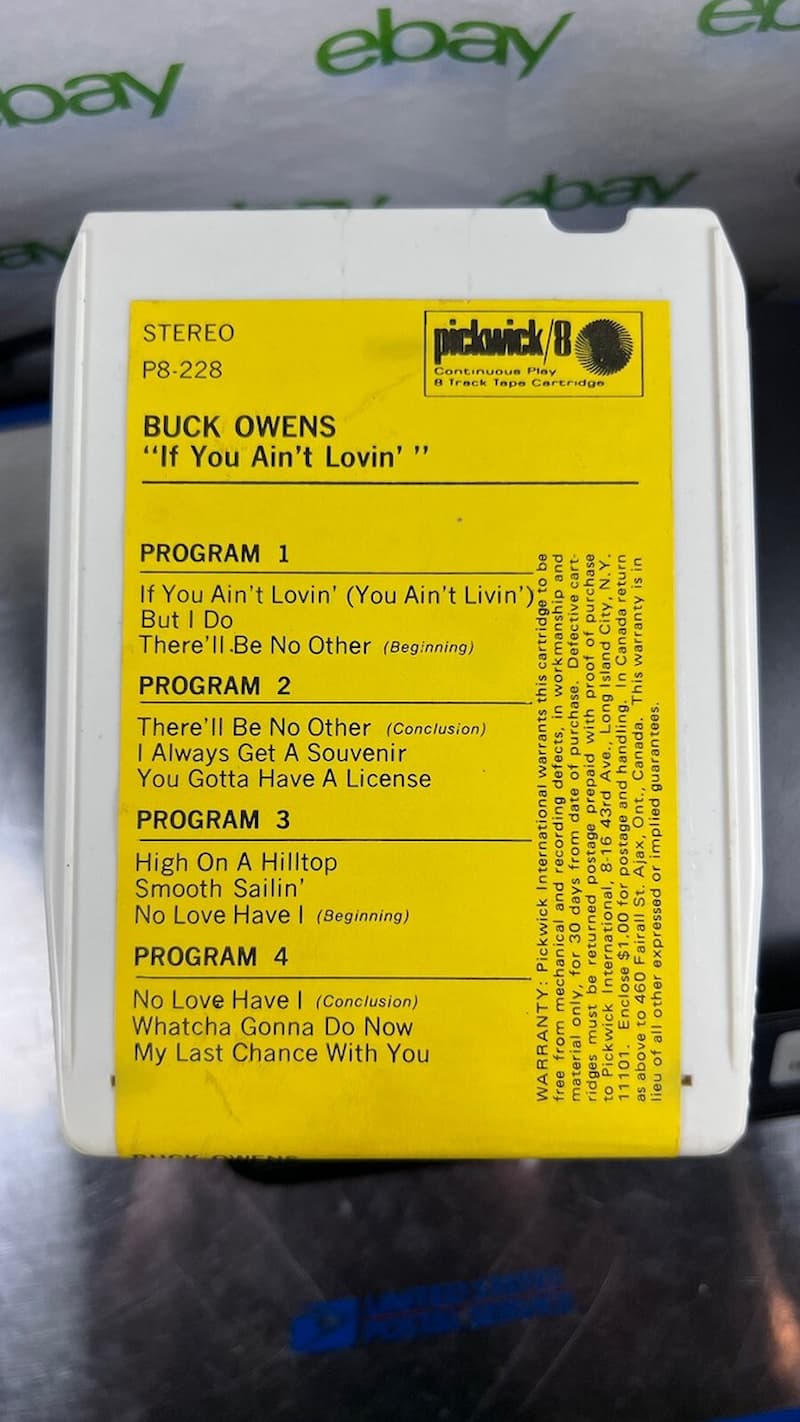 ebay
ebay
STEREO
P8-228
pickwick/8
Continuous Play
8 Track Tape Cartridge
BUCK OWENS
“If You Ain't Lovin' ”
PROGRAM 1
If You Ain't Lovin' (You Ain't Livin')
But I Do
There'll Be No Other (Beginning)
PROGRAM 2
There'll Be No Other (Conclusion)
I Always Get A Souvenir
You Gotta Have A License
PROGRAM 3
High On A Hilltop
Smooth Sailin'
No Love Have I (Beginning)
PROGRAM 4
No Love Have I (Conclusion)
Whatcha Gonna Do Now
My Last Chance With You
WARRANTY: Pickwick International warrants this cartridge to be
free from mechanical and recording defects, in workmanship and
material only, for 30 days from date of purchase. Defective cart-
ridges must be returned postage prepaid with proof of purchase
to Pickwick International, 8-16 43rd Ave., Long Island City, N.Y.
11101. Enclose $1.00 for postage and handling. In Canada return
as above to 460 Fairall St. Ajax, Ont., Canada. This warranty is in
lieu of all other expressed or implied guarantees.
BUCK OWENS
UNITED STATES
POSTAL SERVICE